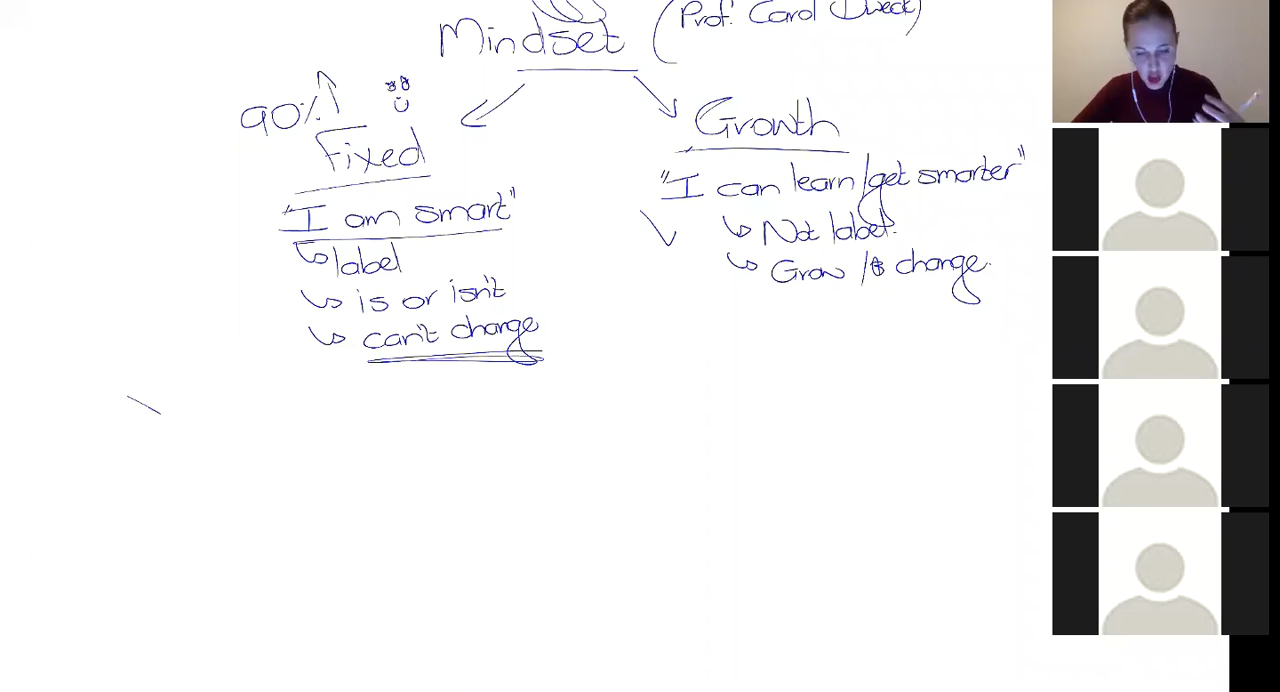 Mindset (Prof. Carol Dweck)
90%
Fixed
"I am smart"
label
is or isn't
can't change
Growth
"I can learn/get smarter"
Not label.
Grow / change.